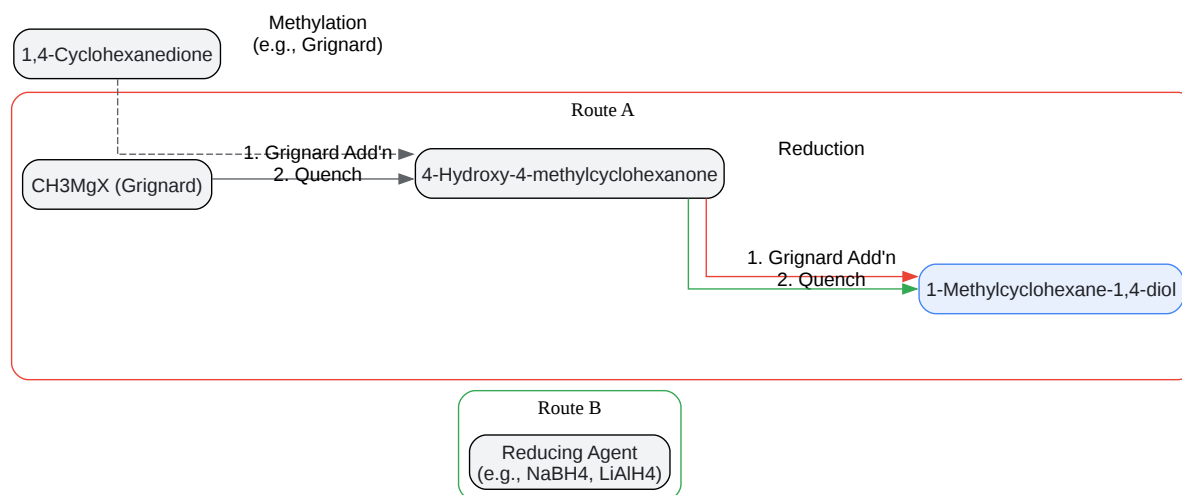 Methylation
(e.g., Grignard)
1,4-Cyclohexanedione
Route A
1. Grignard Add'n
2. Quench
Reduction
CH3MgX (Grignard)
4-Hydroxy-4-methylcyclohexanone
1. Grignard Add'n
2. Quench
1-Methylcyclohexane-1,4-diol
Route B
Reducing Agent
(e.g., NaBH4, LiAlH4)